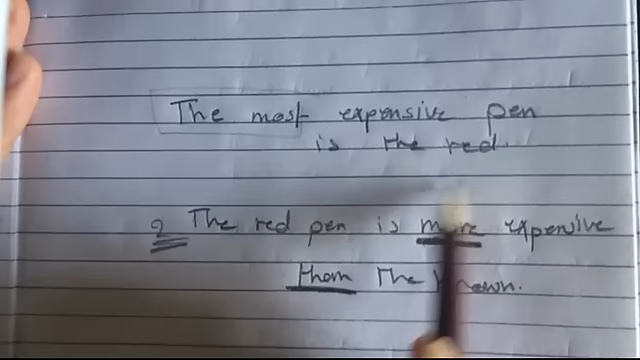 The most expensive pen
is the red.
2 The red pen is more expensive
than The